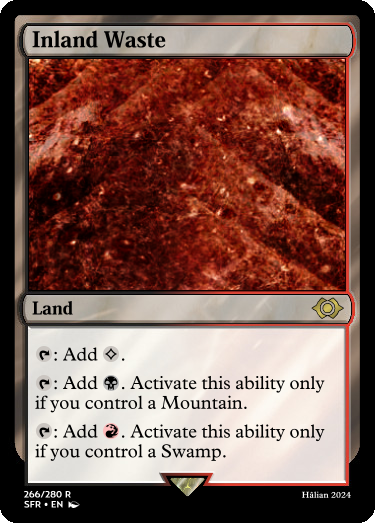 Inland Waste
Land
: Add .
: Add . Activate this ability only
if you control a Mountain.
: Add . Activate this ability only
if you control a Swamp.
266/280 R
SFR • EN
Hâlian 2024